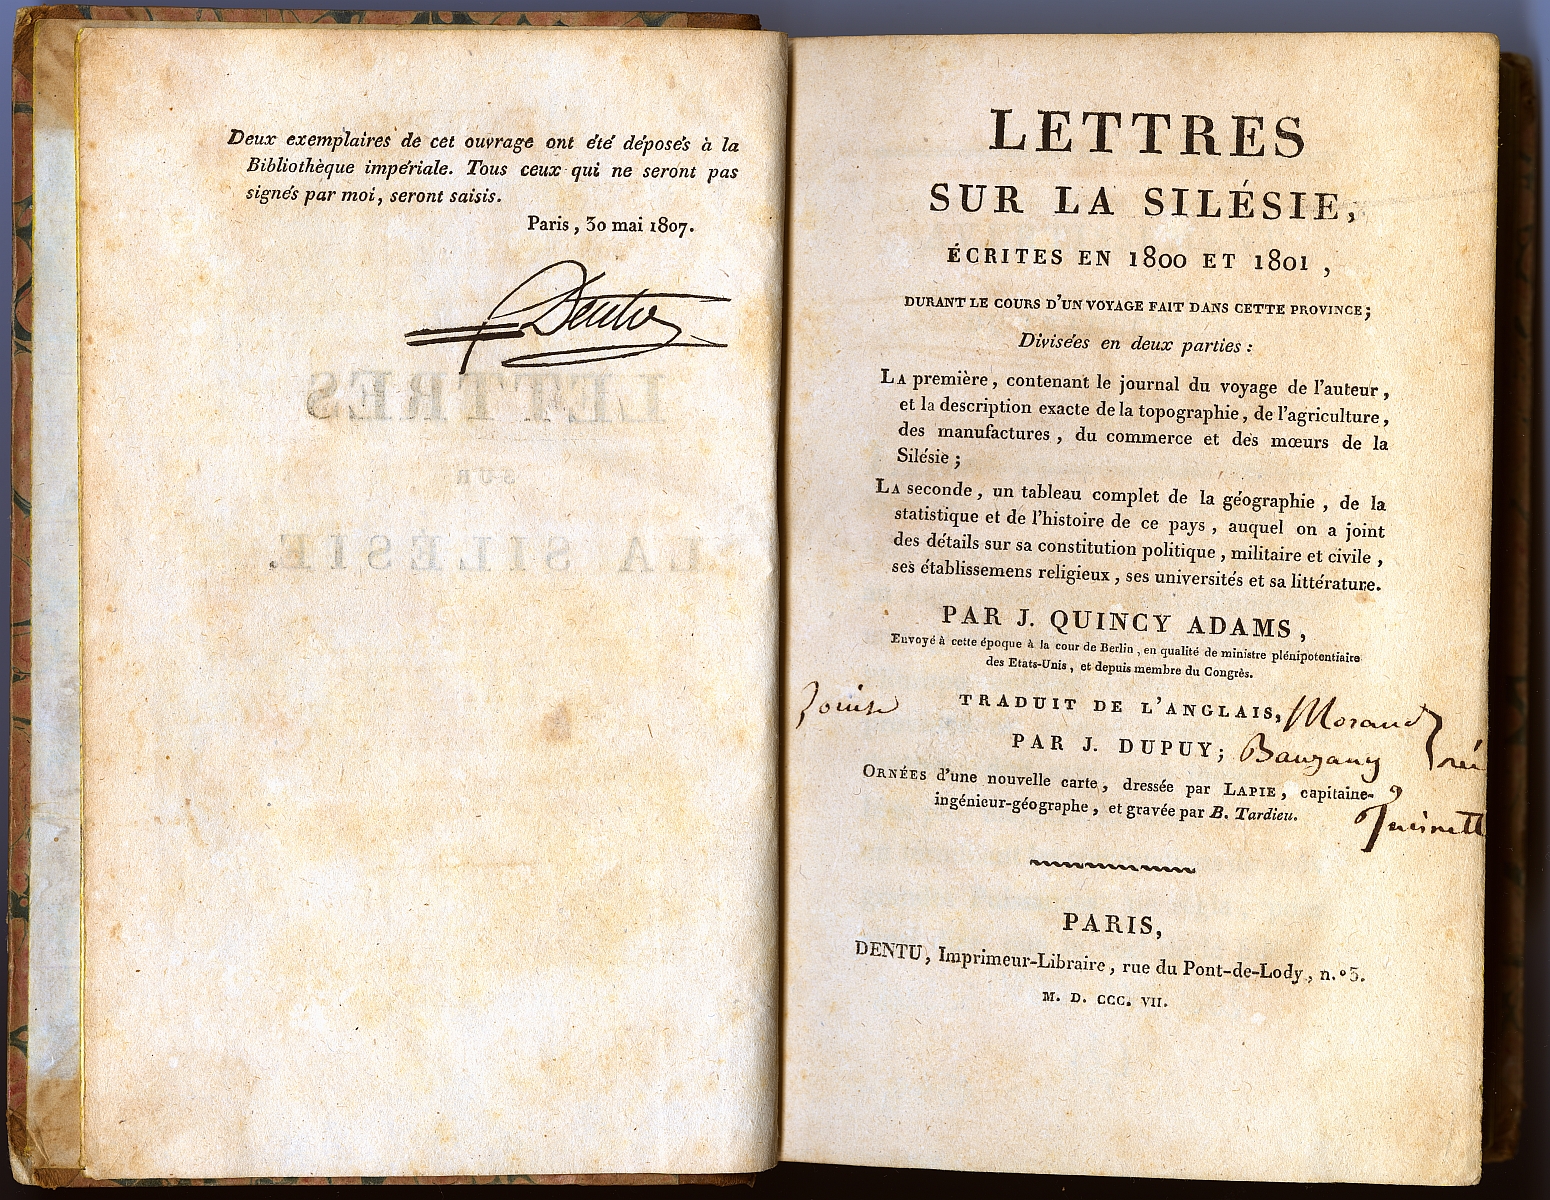 Deux exemplaires de cet ouvrage ont été déposés à la
Bibliothèque impériale. Tous ceux qui ne seront pas
signés par moi, seront saisis.
Paris, 30 mai 1807.
Dentu
LETTRES
SUR LA SILÉSIE,
ÉCRITES EN 1800 ET 1801,
DURANT LE COURS D'UN VOYAGE FAIT DANS CETTE PROVINCE;
Divisées en deux parties:
LA première, contenant le journal du voyage de l'auteur,
et la description exacte de la topographie, de l'agriculture,
des manufactures, du commerce et des mœurs de la
Silésie;
LA seconde, un tableau complet de la géographie, de la
statistique et de l'histoire de ce pays, auquel on a joint
des détails sur sa constitution politique, militaire et civile,
ses établissemens religieux, ses universités et sa littérature.
PAR J. QUINCY ADAMS,
Envoyé à cette époque à la cour de Berlin, en qualité de ministre plénipotentiaire
des Etats-Unis, et depuis membre du Congrès.
TRADUIT DE L'ANGLAIS, Morand
PAR J. DUPUY;
ORNÉES d'une nouvelle carte, dressée par LAPIE, capitaine-
ingénieur-géographe, et gravée par B. Tardieu.
PARIS,
DENTU, Imprimeur-Libraire, rue du Pont-de-Lody, n.º 3.
M. D. CCC. VII.